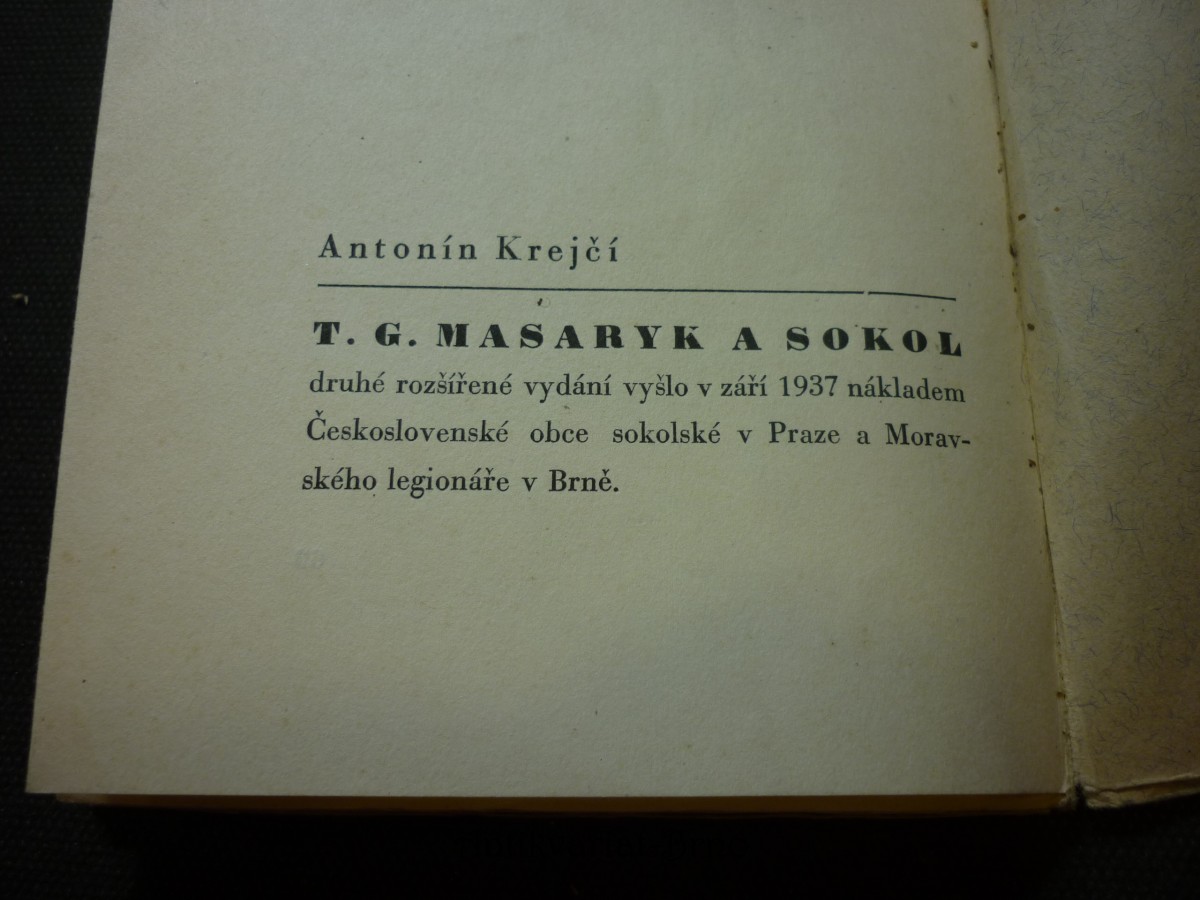 Antonín Krejčí
T. G. MASARYK A SOKOL
druhé rozšířené vydání vyšlo v září 1937 nákladem
Československé obce sokolské v Praze a Morav-
ského legionáře v Brně.